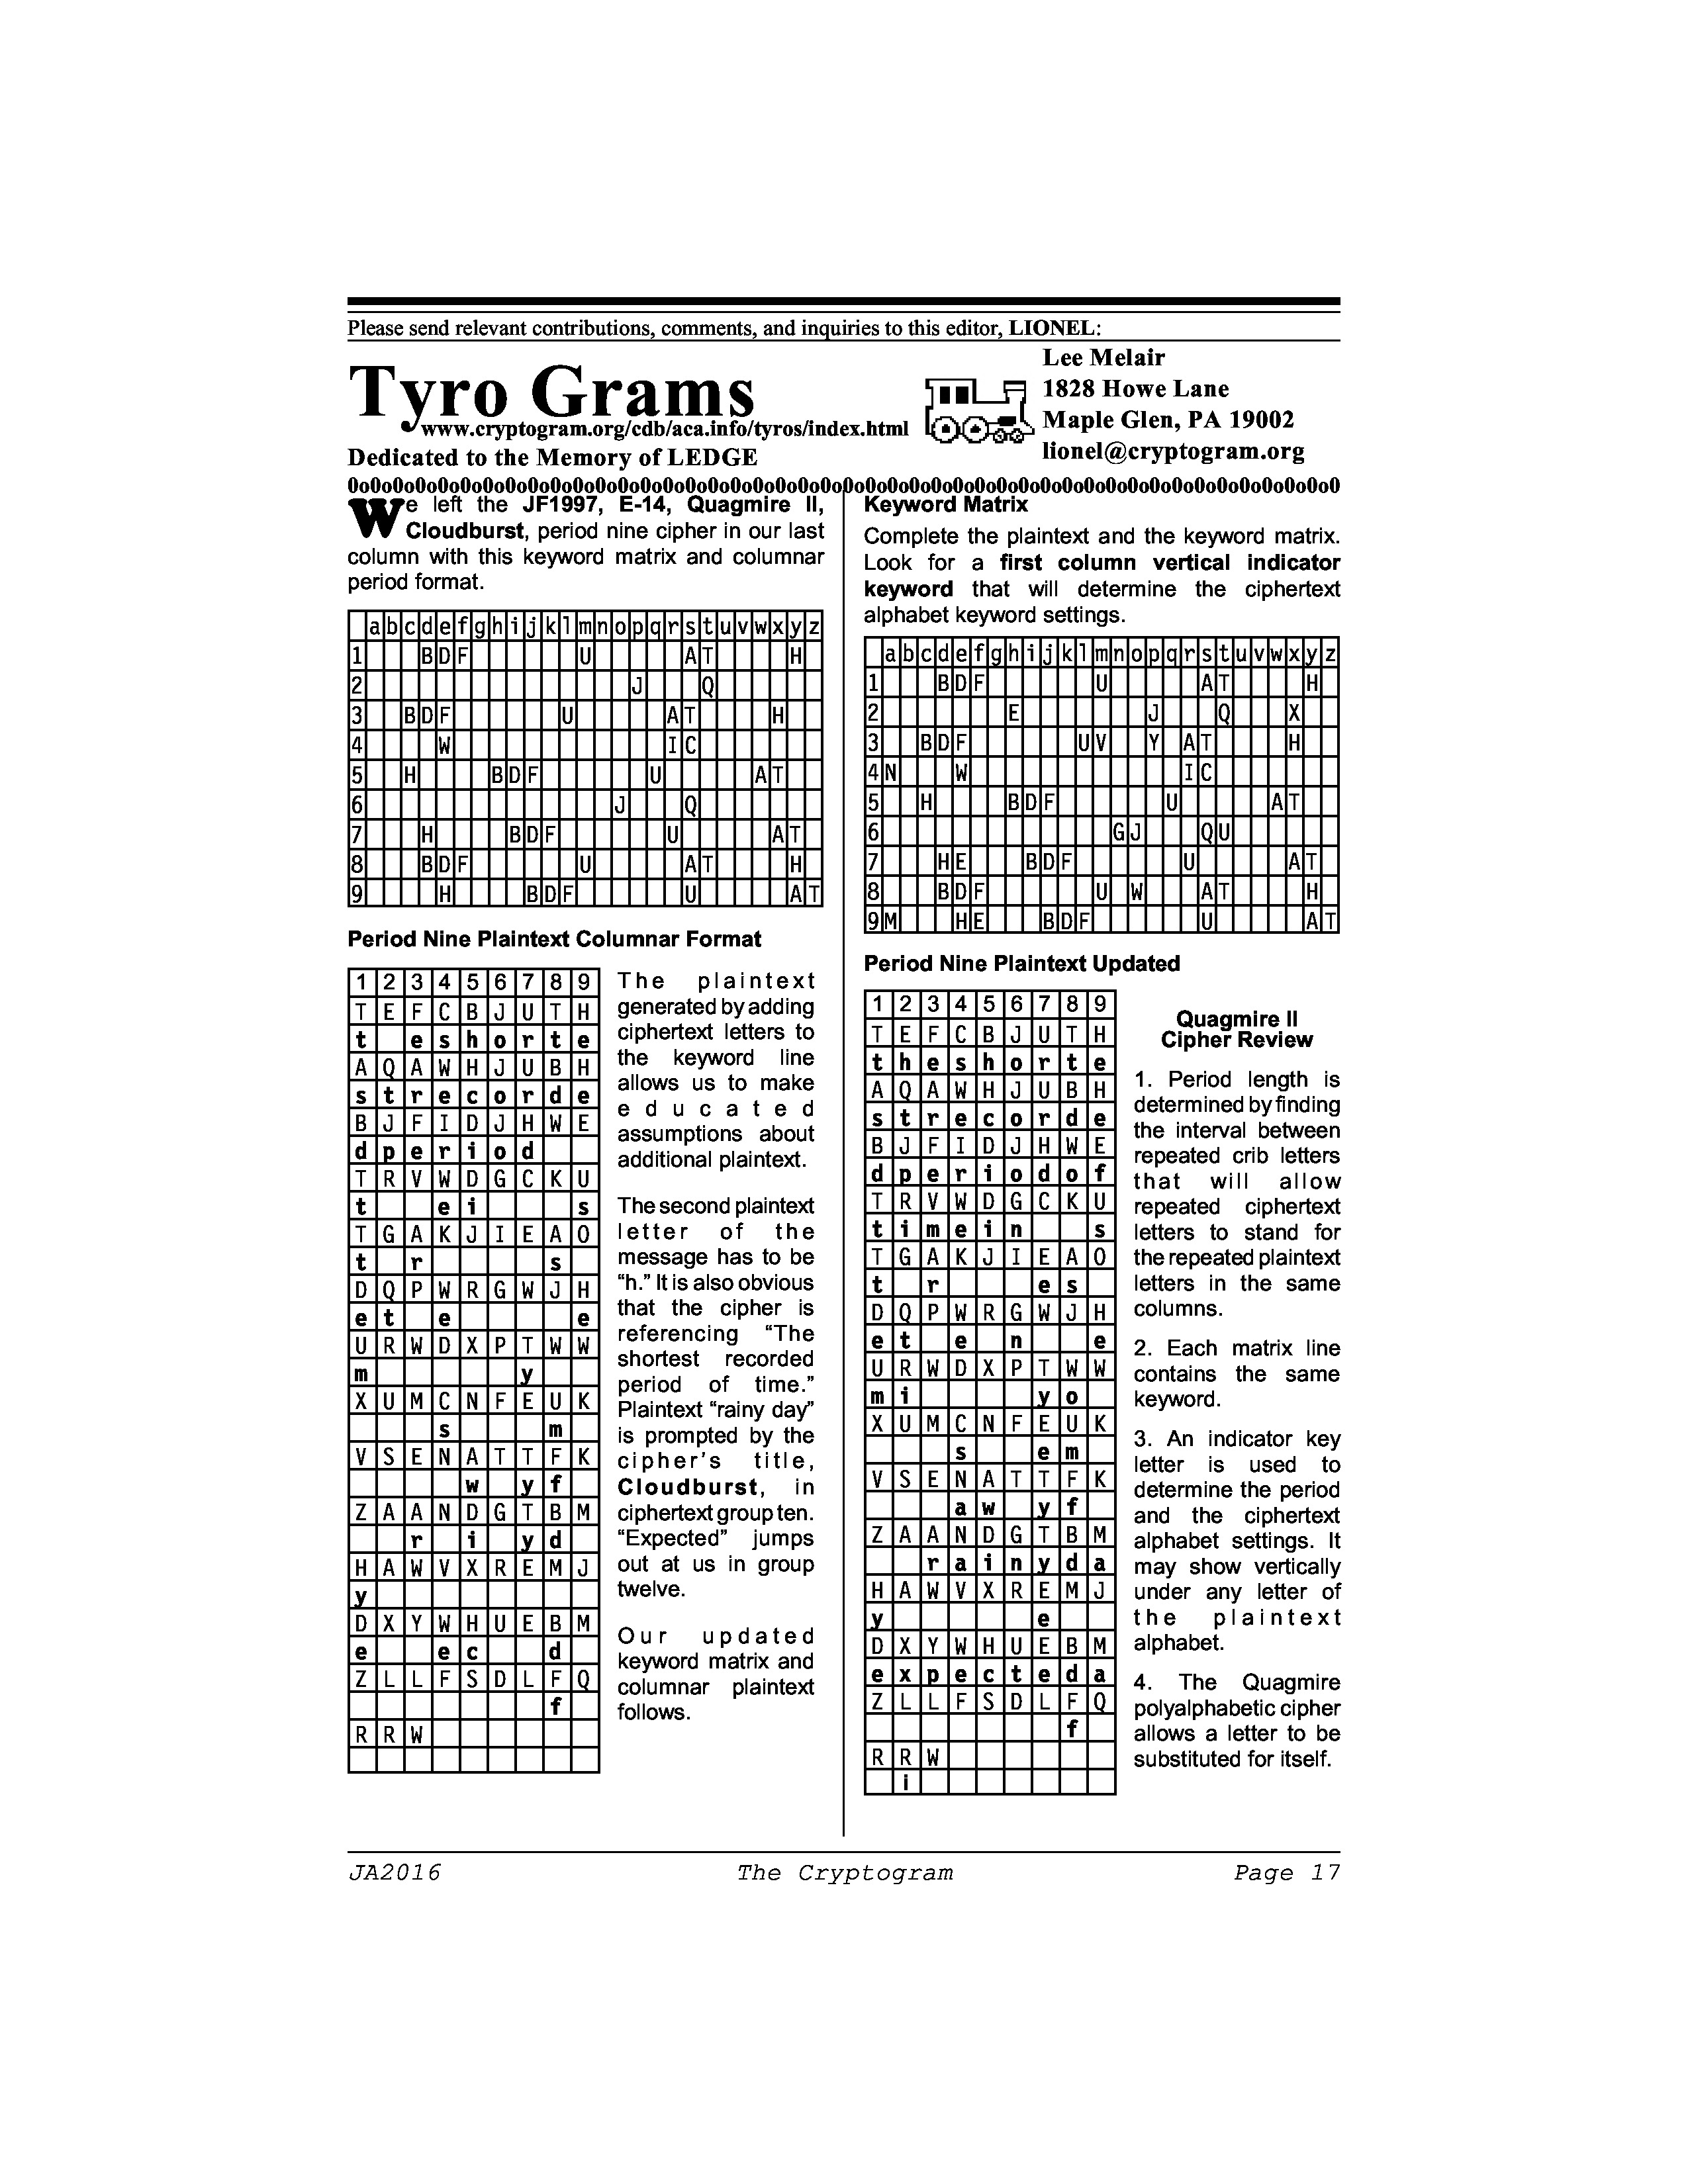 Please send relevant contributions, comments, and inquiries to this editor, LIONEL:
Tyro Grams
www.cryptogram.org/cdb/aca.info/tyros/index.html
Dedicated to the Memory of LEDGE
Lee Melair
1828 Howe Lane
Maple Glen, PA 19002
lionel@cryptogram.org
0o0o0o0o0o0o0o0o0o0o0o0o0o0o0o0o0o0o0o0o0o0o0o0o0o0o0o0o0o0o0o0o0o0o0o0o0o0o0o0o0o0o0o0
We left the JF1997, E-14, Quagmire II,
Cloudburst, period nine cipher in our last
column with this keyword matrix and columnar
period format.
a b c d e f g h i j k l m n o p q r s t u v w x y z
1 B D F U A T H
2 J Q
3 B D F U A T H
4 W I C
5 H B D F U A T
6 J Q
7 H B D F U A T
8 B D F U A T H
9 H B D F U A T
Period Nine Plaintext Columnar Format
1 2 3 4 5 6 7 8 9
T E F C B J U T H
t e s h o r t e
A Q A W H J U B H
s t r e c o r d e
B J F I D J H W E
d p e r i o d
T R V W D G C K U
t e i s
T G A K J I E A O
t r s
D Q P W R G W J H
e t e e
U R W D X P T W W
m y
X U M C N F E U K
s m
V S E N A T T F K
w y f
Z A A N D G T B M
r i y d
H A W V X R E M J
y
D X Y W H U E B M
e e c d
Z L L F S D L F Q
f
R R W
The plaintext
generated by adding
ciphertext letters to
the keyword line
allows us to make
educated
assumptions about
additional plaintext.
The second plaintext
letter of the
message has to be
“h.” It is also obvious
that the cipher is
referencing “The
shortest recorded
period of time.”
Plaintext “rainy day”
is prompted by the
cipher’s title,
Cloudburst, in
ciphertext group ten.
“Expected” jumps
out at us in group
twelve.
Our updated
keyword matrix and
columnar plaintext
follows.
Keyword Matrix
Complete the plaintext and the keyword matrix.
Look for a first column vertical indicator
keyword that will determine the ciphertext
alphabet keyword settings.
a b c d e f g h i j k l m n o p q r s t u v w x y z
1 B D F U A T H
2 E J Q X
3 B D F U V Y A T H
4 N W I C
5 H B D F U A T
6 G J Q U
7 H E B D F U A T
8 B D F U W A T H
9 M H E B D F U A T
Period Nine Plaintext Updated
1 2 3 4 5 6 7 8 9
T E F C B J U T H
t h e s h o r t e
A Q A W H J U B H
s t r e c o r d e
B J F I D J H W E
d p e r i o d o f
T R V W D G C K U
t i m e i n s
T G A K J I E A O
t r e s
D Q P W R G W J H
e t e n e
U R W D X P T W W
m i y o
X U M C N F E U K
s e m
V S E N A T T F K
a w y f
Z A A N D G T B M
r a i n y d a
H A W V X R E M J
y e
D X Y W H U E B M
e x p e c t e d a
Z L L F S D L F Q
f
R R W
i
Quagmire II
Cipher Review
1. Period length is
determined by finding
the interval between
repeated crib letters
that will allow
repeated ciphertext
letters to stand for
the repeated plaintext
letters in the same
columns.
2. Each matrix line
contains the same
keyword.
3. An indicator key
letter is used to
determine the period
and the ciphertext
alphabet settings. It
may show vertically
under any letter of
the plaintext
alphabet.
4. The Quagmire
polyalphabetic cipher
allows a letter to be
substituted for itself.
JA2016
The Cryptogram
Page 17